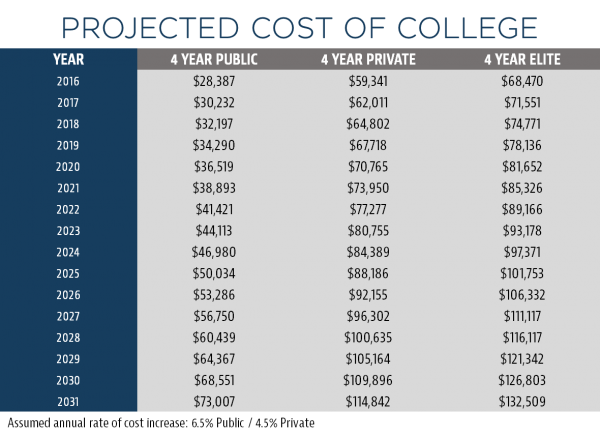 PROJECTED COST OF COLLEGE
YEAR 4 YEAR PUBLIC 4 YEAR PRIVATE 4 YEAR ELITE
2016 $28,387 $59,341 $68,470
2017 $30,232 $62,011 $71,551
2018 $32,197 $64,802 $74,771
2019 $34,290 $67,718 $78,136
2020 $36,519 $70,765 $81,652
2021 $38,893 $73,950 $85,326
2022 $41,421 $77,277 $89,166
2023 $44,113 $80,755 $93,178
2024 $46,980 $84,389 $97,371
2025 $50,034 $88,186 $101,753
2026 $53,286 $92,155 $106,332
2027 $56,750 $96,302 $111,117
2028 $60,439 $100,635 $116,117
2029 $64,367 $105,164 $121,342
2030 $68,551 $109,896 $126,803
2031 $73,007 $114,842 $132,509
Assumed annual rate of cost increase: 6.5% Public / 4.5% Private